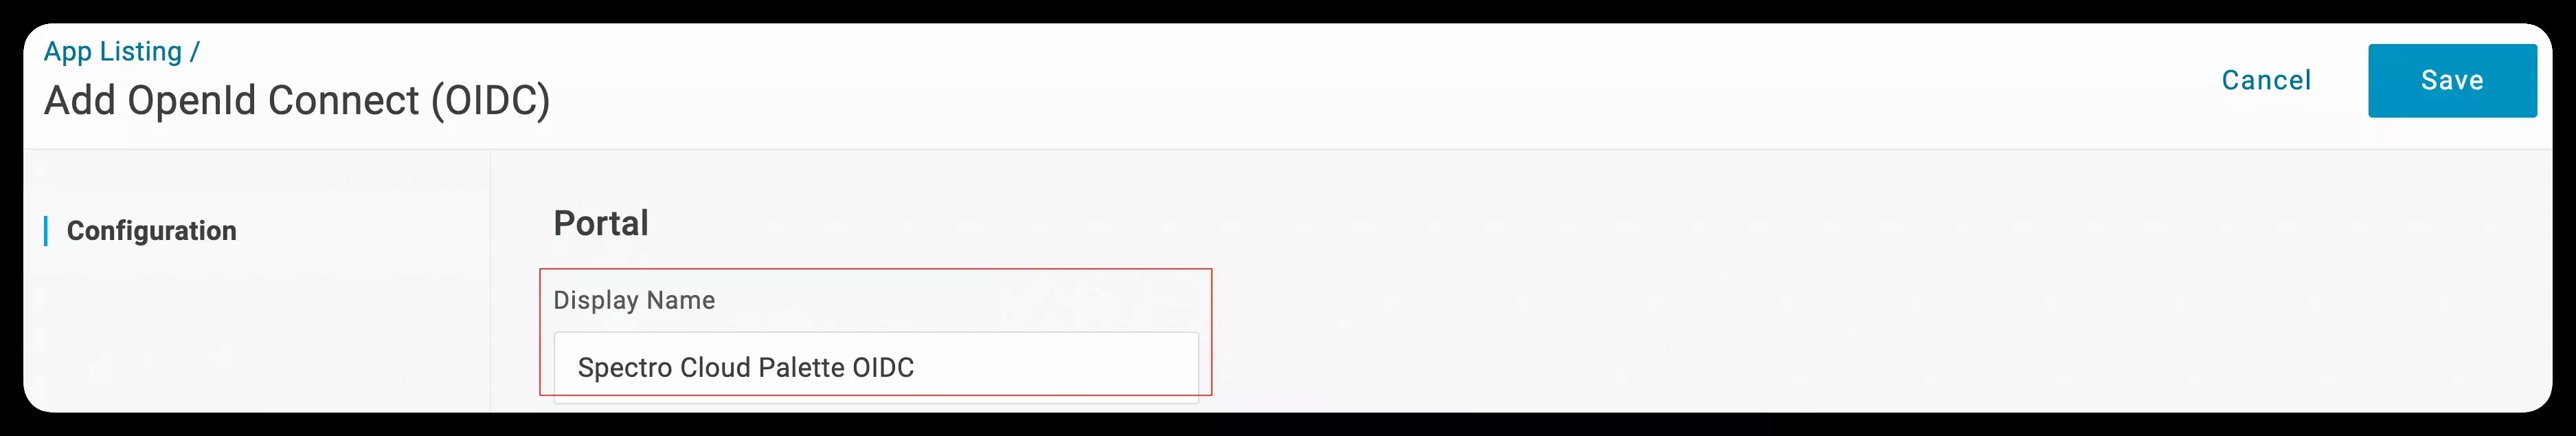 App Listing /
Add OpenId Connect (OIDC)
Cancel
Save
Configuration
Portal
Display Name
Spectro Cloud Palette OIDC